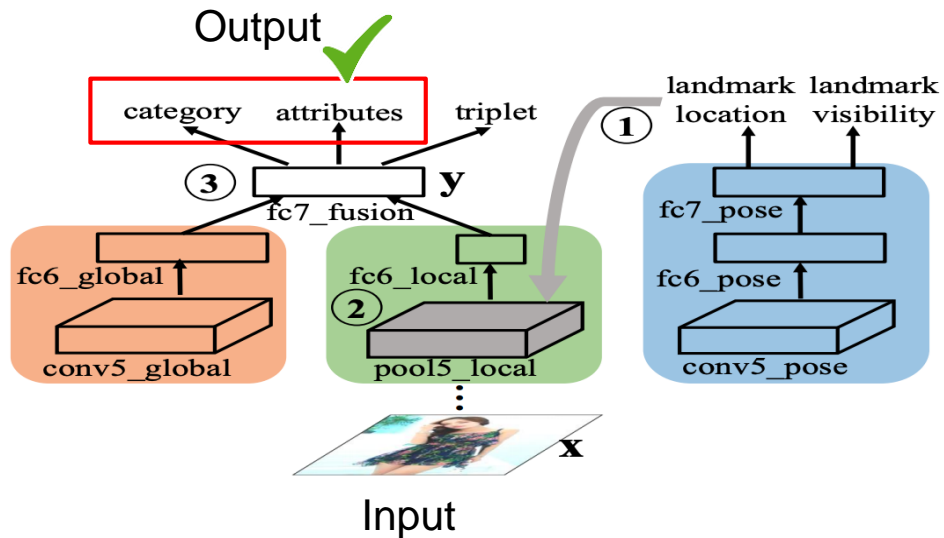 Output
category attributes triplet
landmark location
landmark visibility
1
3
y
fc7_fusion
fc7_pose
fc6_global
fc6_local
fc6_pose
2
conv5_global
pool5_local
conv5_pose
x
Input